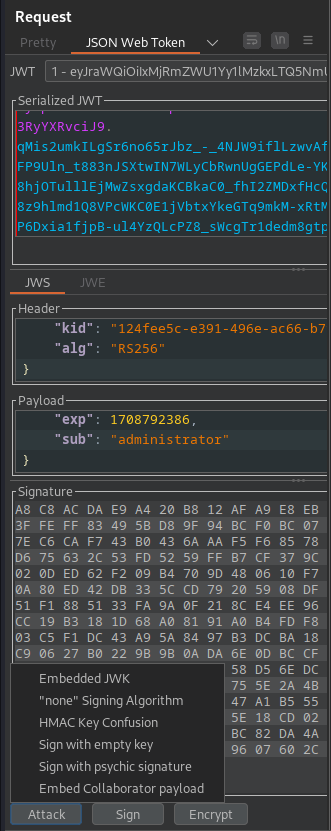 Request
Pretty JSON Web Token
JWT 1 - eyJraWQiOiIxMjRmZWU1Yy1lMzkxLTQ5NmU
Serialized JWT
3RyYXRvciJ9.
qMis2umkILgSr6no65rJbz_-_4NJW9iflLzwvAf
FP9Uln_t883nJSXtwIN7WLyCbRwnUgGEPdLe-YK
8hjOTulllEjMwZsxgdaKCBkaC0_fhI2ZMDxfHcQ
8z9hlmd1Q8VPcWKC0E1jVbtxYkeGTq9mkM-xRtM
P6Dxia1fjpB-ul4YzQLcPZ8_sWcgTr1dedm8gtp
JWS JWE
Header
"kid": "124fee5c-e391-496e-ac66-b7
"alg": "RS256"
}
Payload
"exp": 1708792386,
"sub": "administrator"
}
Signature
A8 C8 AC DA E9 A4 20 B8 12 AF A9 E8 EB
3F FE FF 83 49 5B D8 9F 94 BC F0 BC 07
7E C6 CA F7 43 B0 43 6A AA F5 F6 85 78
D6 75 63 2C 53 FD 52 59 FF B7 CF 37 9C
02 0D ED 62 F2 09 B4 70 9D 48 06 10 F7
0A 80 ED 42 DB 33 5C CD 79 20 59 08 DF
51 F1 88 51 33 FA 9A 0F 21 8C E4 EE 96
CC 19 B3 18 1D 68 A0 81 91 A0 B4 FD F8
03 C5 F1 DC 43 A9 5A 84 97 B3 DC BA 18
C9 06 27 B0 22 9B 9B 0A DA 6E 0D BC CF
58 D5 6E DC
Embedded JWK
75 5E 2A 4B
"none" Signing Algorithm
47 A1 B5 55
HMAC Key Confusion
5E 18 CD 02
Sign with empty key
BC 82 DA 4A
Sign with psychic signature
96 07 60 2C
Embed Collaborator payload
Attack Sign Encrypt